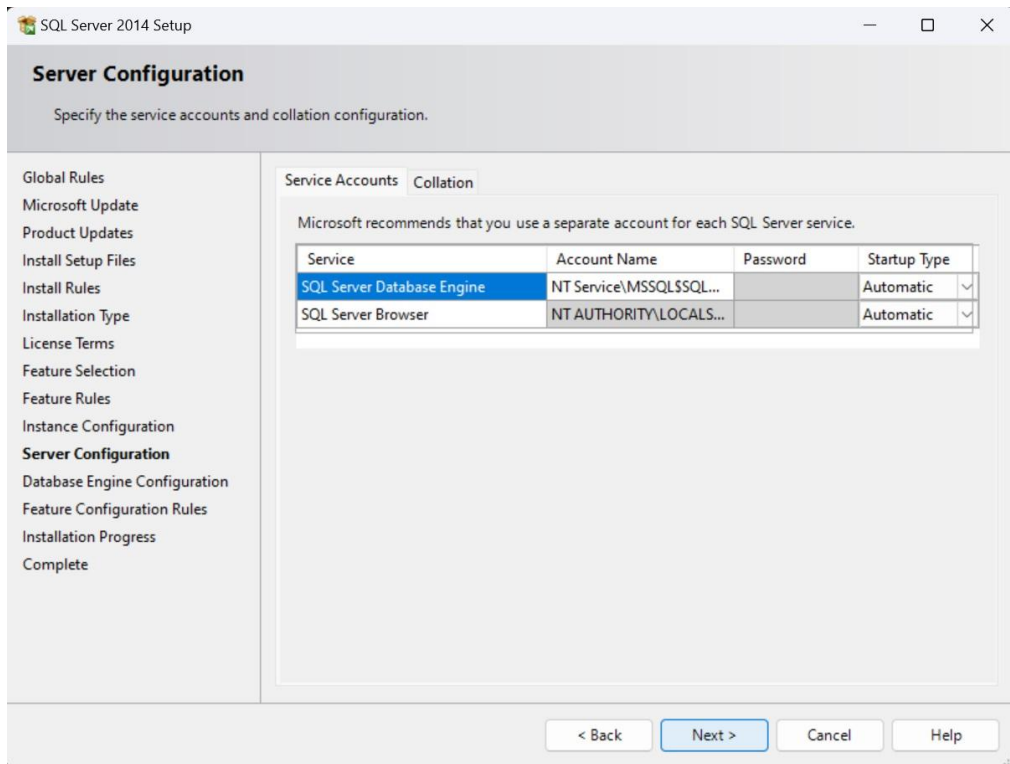 SQL Server 2014 Setup
Server Configuration
Specify the service accounts and collation configuration.
Global Rules
Microsoft Update
Product Updates
Install Setup Files
Install Rules
Installation Type
License Terms
Feature Selection
Feature Rules
Instance Configuration
Server Configuration
Database Engine Configuration
Feature Configuration Rules
Installation Progress
Complete
Service Accounts Collation
Microsoft recommends that you use a separate account for each SQL Server service.
Service Account Name Password Startup Type
SQL Server Database Engine NT Service\MSSQL$SQL... Automatic
SQL Server Browser NT AUTHORITY\LOCALS... Automatic
< Back Next > Cancel Help